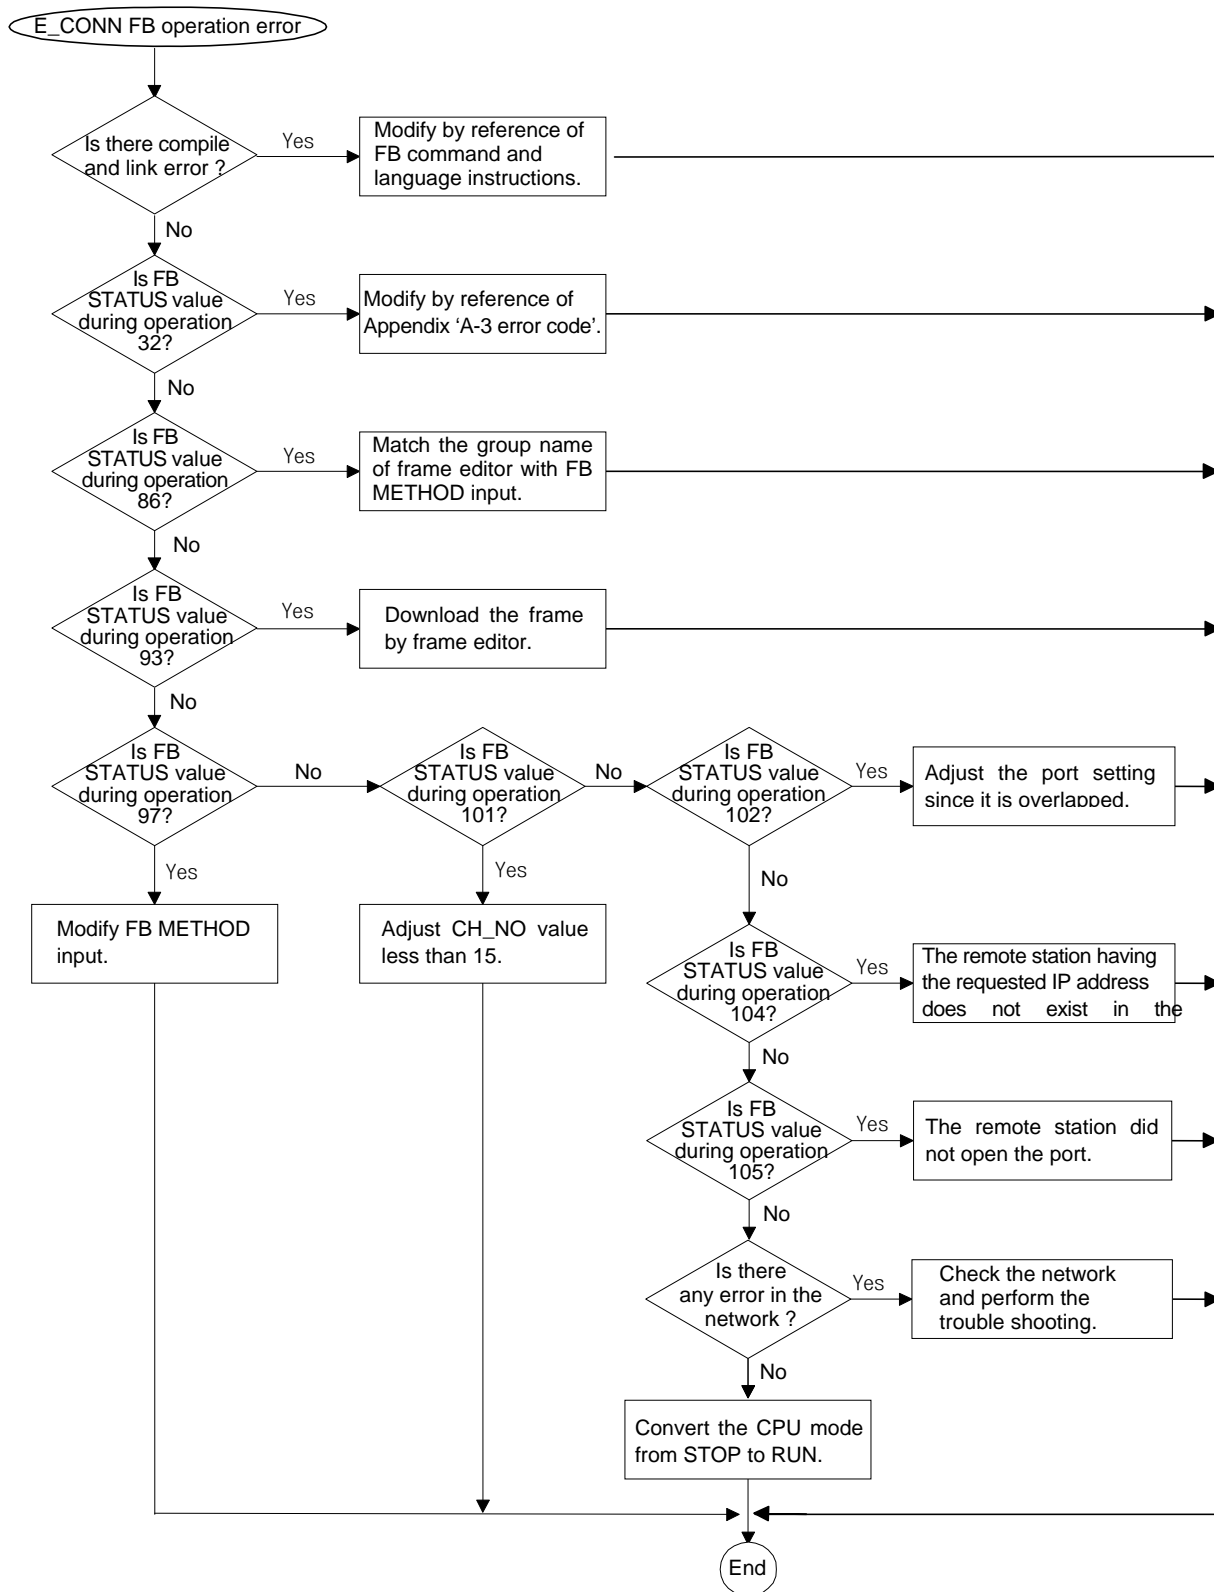 E_CONN FB operation error
Is there compile
and link error ?
Yes
Modify by reference of
FB command and
language instructions.
No
Is FB
STATUS value
during operation
32?
Yes
Modify by reference of
Appendix ‘A-3 error code’.
No
Is FB
STATUS value
during operation
86?
Yes
Match the group name
of frame editor with FB
METHOD input.
No
Is FB
STATUS value
during operation
93?
Yes
Download the frame
by frame editor.
No
Is FB
STATUS value
during operation
97?
No
Is FB
STATUS value
during operation
101?
No
Is FB
STATUS value
during operation
102?
Yes
Adjust the port setting
since it is overlapped.
Yes
Modify FB METHOD
input.
Yes
Adjust CH_NO value
less than 15.
No
Is FB
STATUS value
during operation
104?
Yes
The remote station having
the requested IP address
does not exist in the
No
Is FB
STATUS value
during operation
105?
Yes
The remote station did
not open the port.
No
Is there
any error in the
network ?
Yes
Check the network
and perform the
trouble shooting.
No
Convert the CPU mode
from STOP to RUN.
End